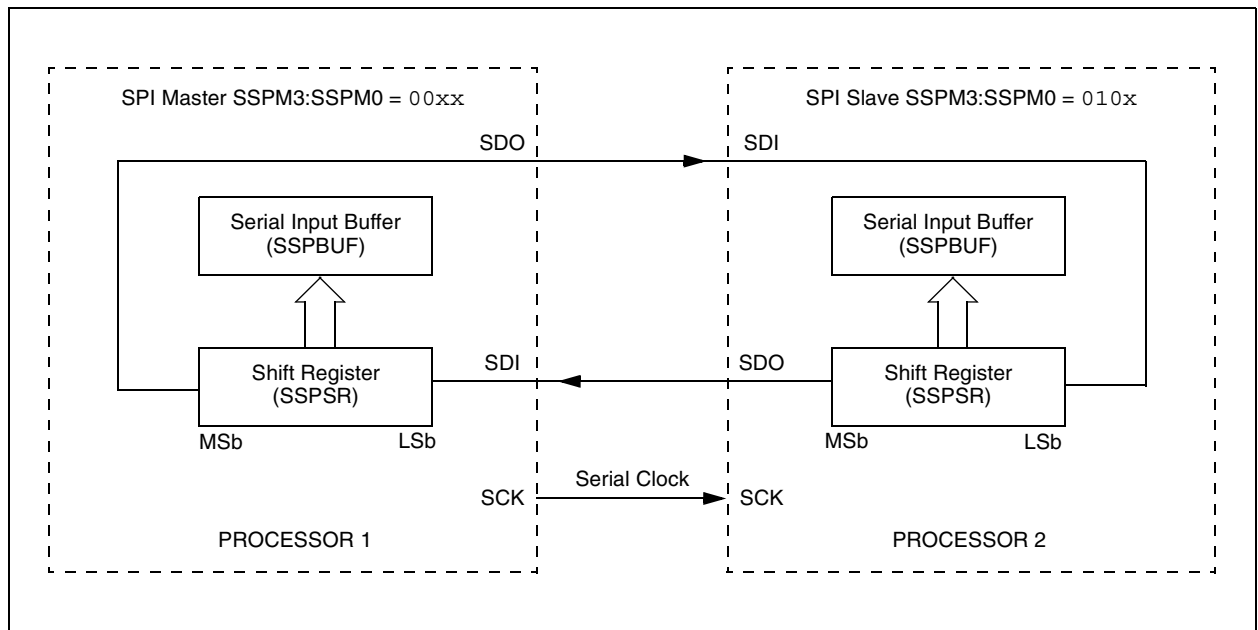 SPI Master SSPM3:SSPM0 = 00xx
SPI Slave SSPM3:SSPM0 = 010x
SDO
SDI
Serial Input Buffer
(SSPBUF)
Serial Input Buffer
(SSPBUF)
Shift Register
(SSPSR)
SDI
SDO
Shift Register
(SSPSR)
MSb
LSb
MSb
LSb
Serial Clock
SCK
SCK
PROCESSOR 1
PROCESSOR 2